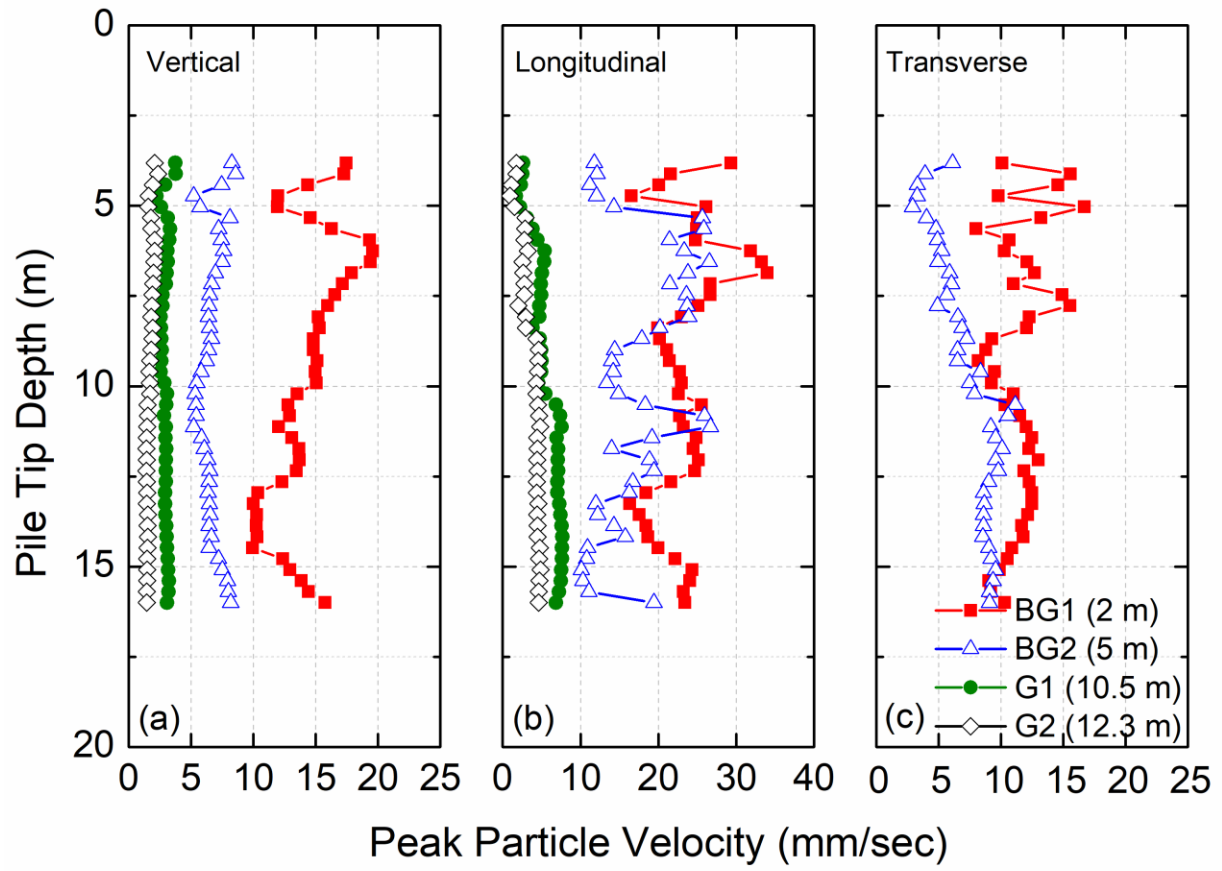 0
5
10
15
20
Pile Tip Depth (m)
Vertical
(a)
0 5 10 15 20 25
Longitudinal
(b)
0 10 20 30 40
Transverse
(c)
BG1 (2 m)
BG2 (5 m)
G1 (10.5 m)
G2 (12.3 m)
0 5 10 15 20 25
Peak Particle Velocity (mm/sec)